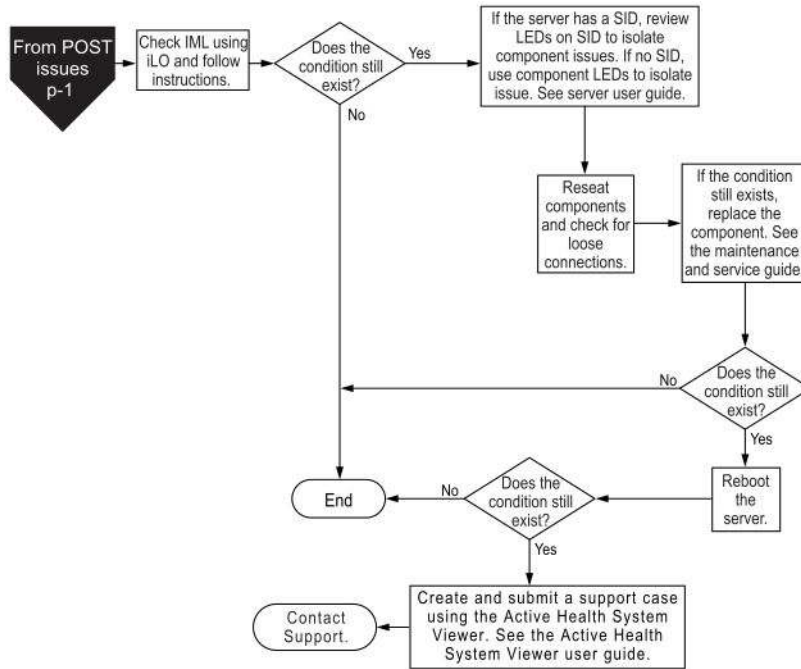 From POST
issues
p-1
Check IML using
iLO and follow
instructions.
Does the
condition still
exist?
Yes
No
If the server has a SID, review
LEDs on SID to isolate
component issues. If no SID,
use component LEDs to isolate
issue. See server user guide.
Reseat
components
and check for
loose
connections.
If the condition
still exists,
replace the
component. See
the maintenance
and service guide
Does the
condition still
exist?
No
Yes
Reboot
the
server.
Does the
condition still
exist?
No
Yes
End
Create and submit a support case
using the Active Health System
Viewer. See the Active Health
System Viewer user guide.
Contact
Support.